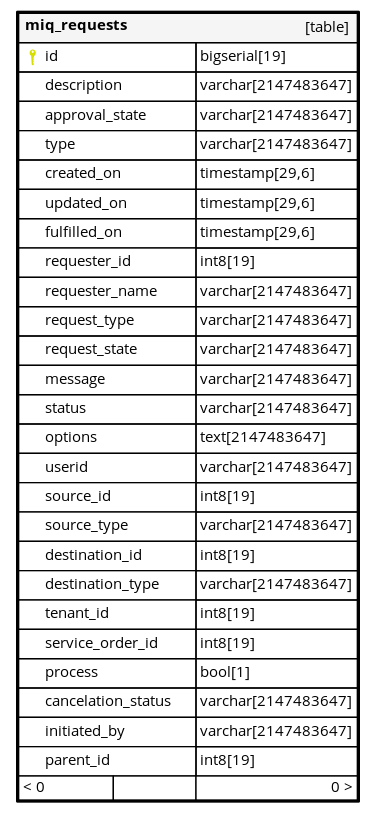 miq_requests [table]
id bigserial[19]
description varchar[2147483647]
approval_state varchar[2147483647]
type varchar[2147483647]
created_on timestamp[29,6]
updated_on timestamp[29,6]
fulfilled_on timestamp[29,6]
requester_id int8[19]
requester_name varchar[2147483647]
request_type varchar[2147483647]
request_state varchar[2147483647]
message varchar[2147483647]
status varchar[2147483647]
options text[2147483647]
userid varchar[2147483647]
source_id int8[19]
source_type varchar[2147483647]
destination_id int8[19]
destination_type varchar[2147483647]
tenant_id int8[19]
service_order_id int8[19]
process bool[1]
cancelation_status varchar[2147483647]
initiated_by varchar[2147483647]
parent_id int8[19]
< 0 0 >